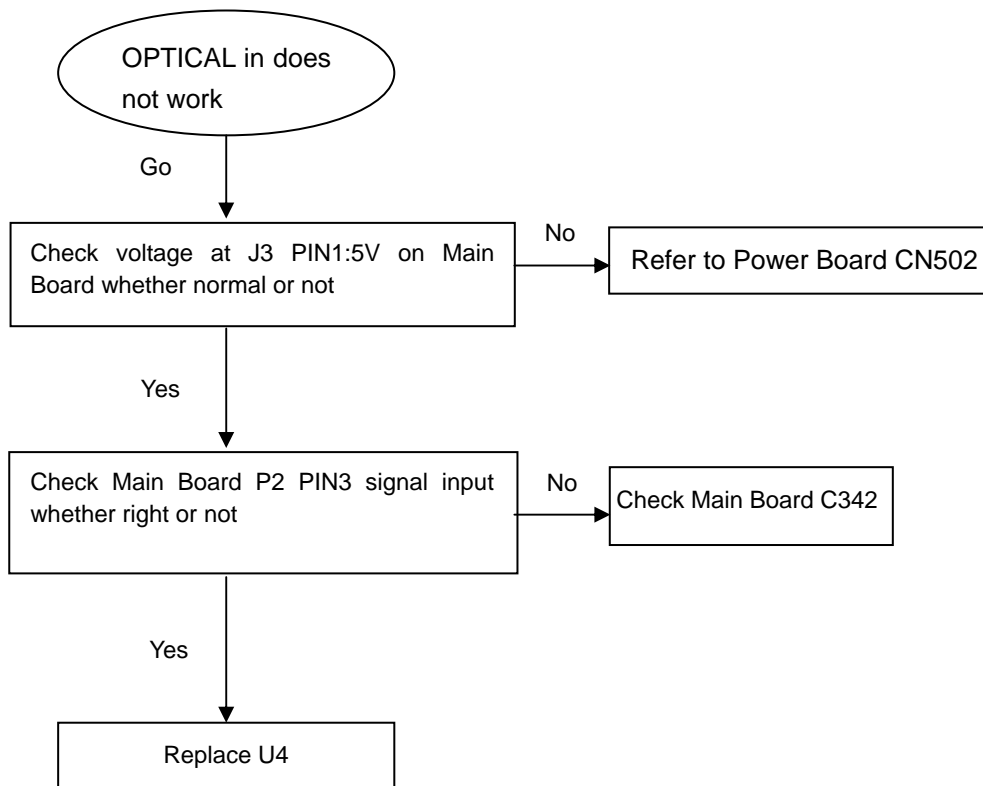 OPTICAL in does
not work
Go
Check voltage at J3 PIN1:5V on Main
Board whether normal or not
No
Refer to Power Board CN502
Yes
Check Main Board P2 PIN3 signal input
whether right or not
No
Check Main Board C342
Yes
Replace U4